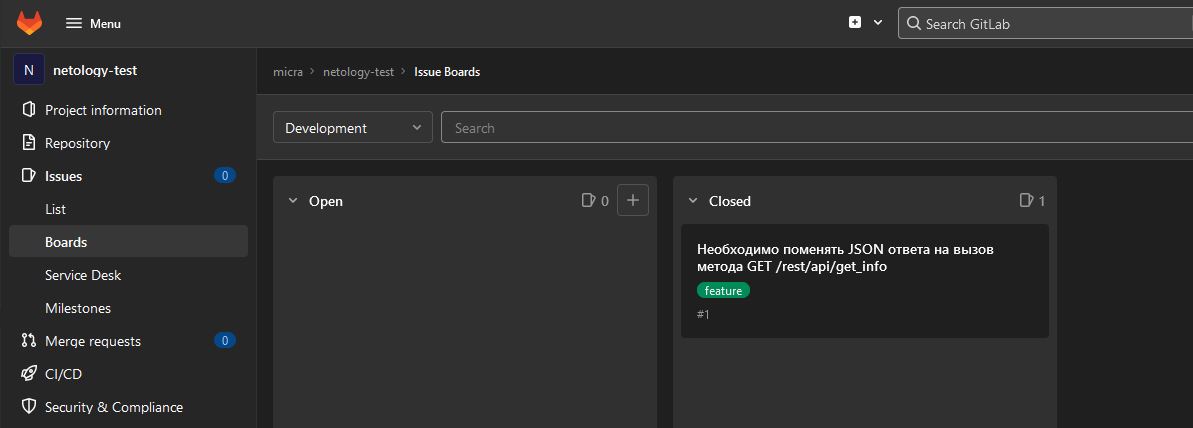 Menu
Search GitLab
N netology-test
micra > netology-test > Issue Boards
Project information
Development
Search
Repository
Issues 0
List
Boards
Service Desk
Milestones
Merge requests 0
CI/CD
Security & Compliance
Open 0
Closed 1
Необходимо поменять JSON ответа на вызов
метода GET /rest/api/get_info
feature
#1